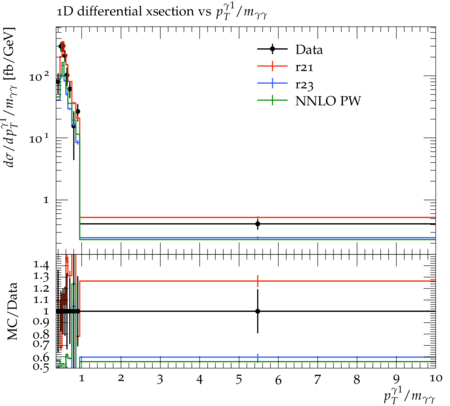 1D differential xsection vs p_T^{γ1}/m_{γγ}
dσ/dp_T^{γ1}/m_{γγ} [fb/GeV]
10^2
10^1
1
Data
r21
r23
NNLO PW
MC/Data
1.4
1.3
1.2
1.1
1
0.9
0.8
0.7
0.6
0.5
1 2 3 4 5 6 7 8 9 10
p_T^{γ1}/m_{γγ}